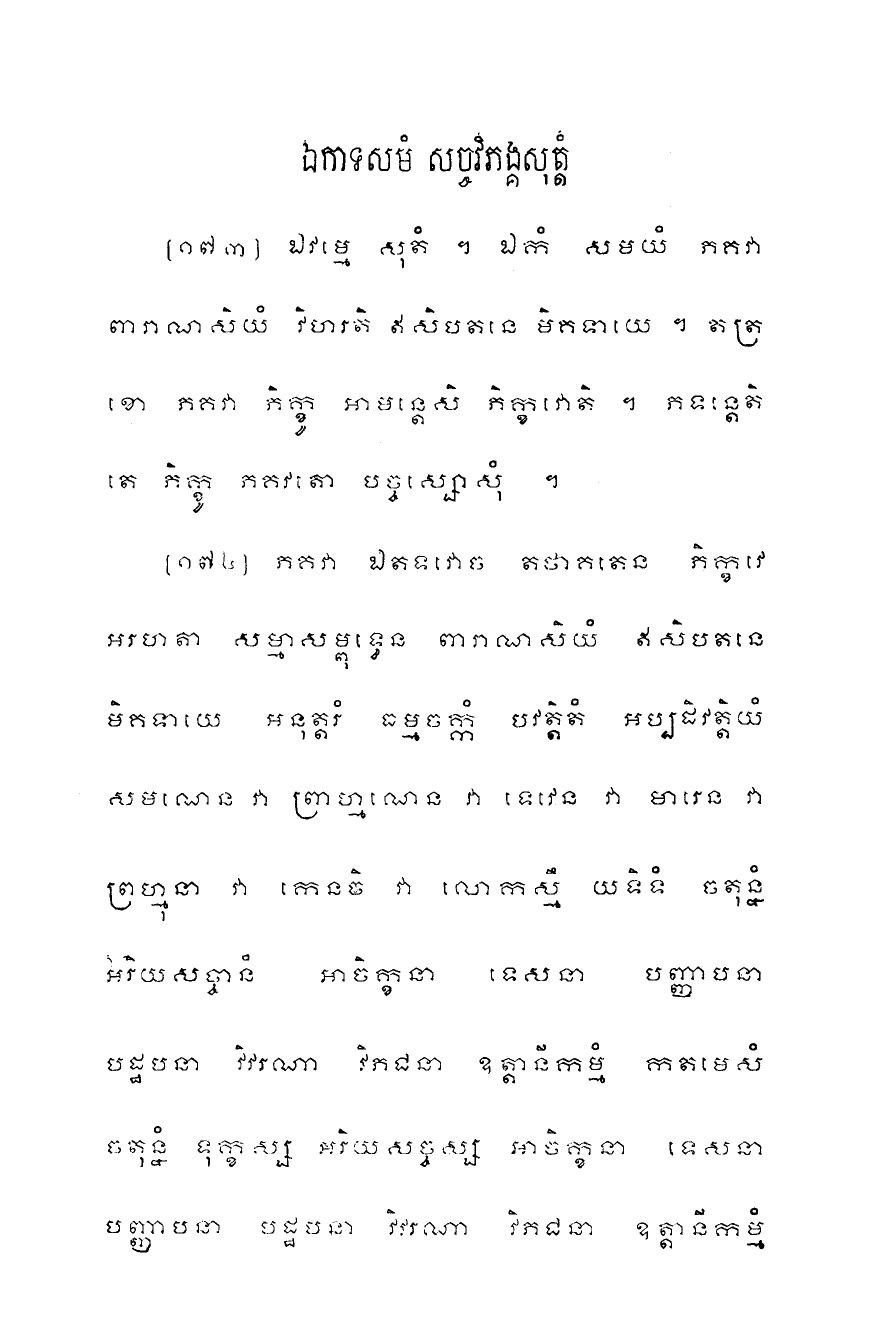 ឯកាទសមំ សច្ចវិភង្គសុត្តំ
[១៧៣] ឯវម្មេ សុតំ ។ ឯកំ សមយំ ភគវា
ពារាណសិយំ វិហរតិ ឥសិបតនេ មិគទាយេ ។ តត្រ
ខោ ភគវា ភិក្ខូ អាមន្តេសិ ភិក្ខវោតិ ។ ភទន្តេតិ
តេ ភិក្ខូ ភគវតោ បច្ចស្សោសុំ ។
[១៧៤] ភគវា ឯតទវោច តថាគតេន ភិក្ខវេ
អរហតា សម្មាសម្ពុទ្ធេន ពារាណសិយំ ឥសិបតនេ
មិគទាយេ អនុត្តរំ ធម្មចក្កំ បវត្តិតំ អប្បដិវត្តិយំ
សមណេន វា ព្រាហ្មណេន វា ទេវេន វា មារេន វា
ព្រហ្មុនា វា កេនចិ វា លោកស្មឹ យទិទំ ចតុន្នំ
អរិយសច្ចានំ អាចិក្ខនា ទេសនា បញ្ញាបនា
បដ្ឋបនា វិវរណា វិភជនា ឧត្តានីកម្មំ កតមេសំ
ចតុន្នំ ទុក្ខស្ស អរិយសច្ចស្ស អាចិក្ខនា ទេសនា
បញ្ញាបនា បដ្ឋបនា វិវរណា វិភជនា ឧត្តានីកម្មំ